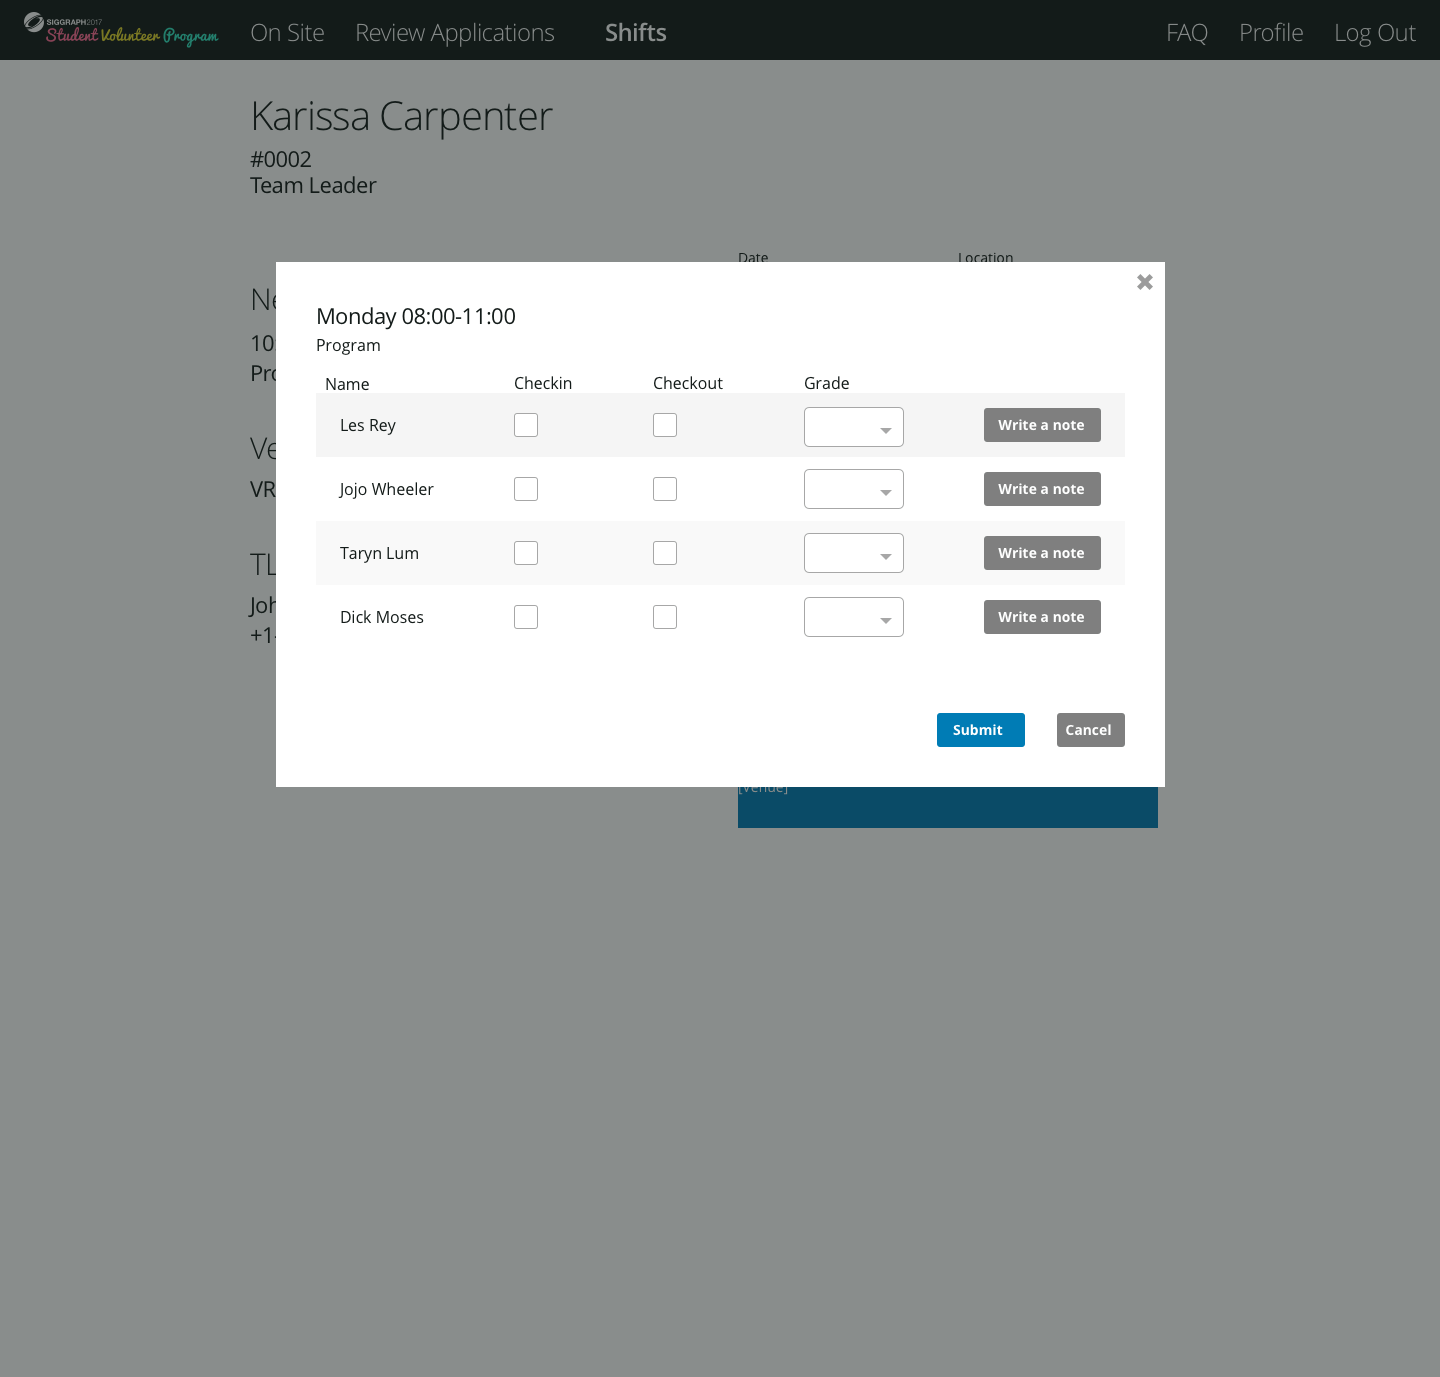 SIGGRAPH2017
Student Volunteer Program
On Site
Review Applications
Shifts
FAQ
Profile
Log Out
Karissa Carpenter
#0002
Team Leader
Date
Location
Monday 08:00-11:00
Program
Name
Checkin
Checkout
Grade
Les Rey
Write a note
Jojo Wheeler
Write a note
Taryn Lum
Write a note
Dick Moses
Write a note
Submit
Cancel
Ne
10
Pro
Ve
VR
TL
Joh
+1
[Venue]